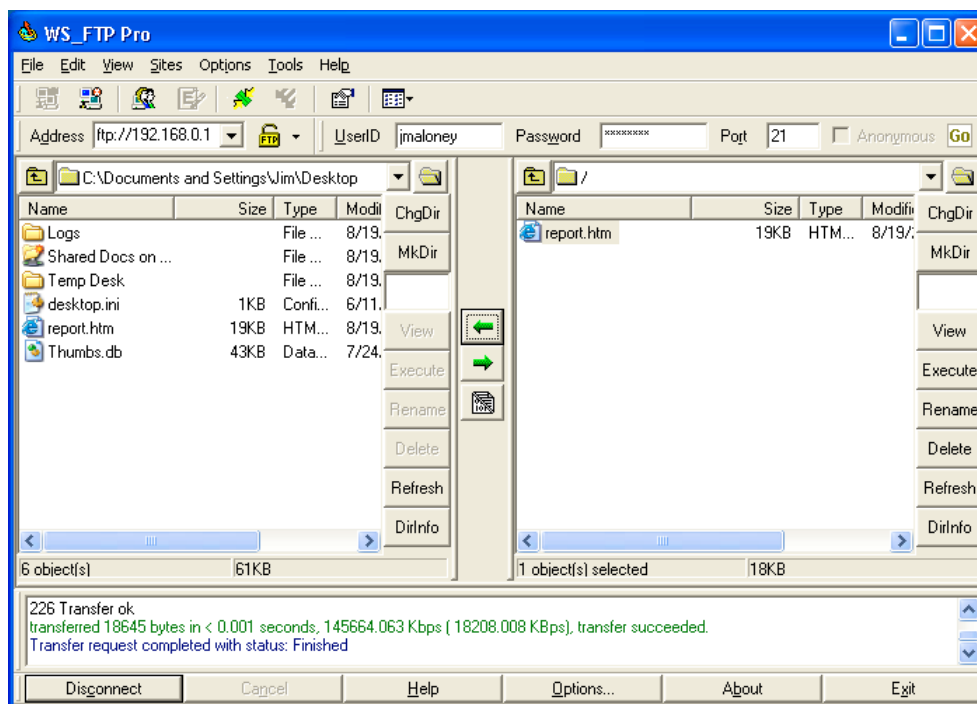 WS_FTP Pro
File Edit View Sites Options Tools Help
Address ftp://192.168.0.1 FTP UserID jmaloney Password ******** Port 21 Anonymous Go
C:\Documents and Settings\Jim\Desktop
Name Size Type Modif
Logs File ... 8/19.
Shared Docs on ... File ... 8/19.
Temp Desk File ... 8/19.
desktop.ini 1KB Confi... 6/11.
report.htm 19KB HTM... 8/19.
Thumbs.db 43KB Data... 7/24.
ChgDir
MkDir
View
Execute
Rename
Delete
Refresh
DirInfo
6 object(s) 61KB
/
Name Size Type Modifi
report.htm 19KB HTM... 8/19/
ChgDir
MkDir
View
Execute
Rename
Delete
Refresh
DirInfo
1 object(s) selected 18KB
226 Transfer ok
transferred 18645 bytes in < 0.001 seconds, 145664.063 Kbps ( 18208.008 KBps), transfer succeeded.
Transfer request completed with status: Finished
Disconnect Cancel Help Options... About Exit